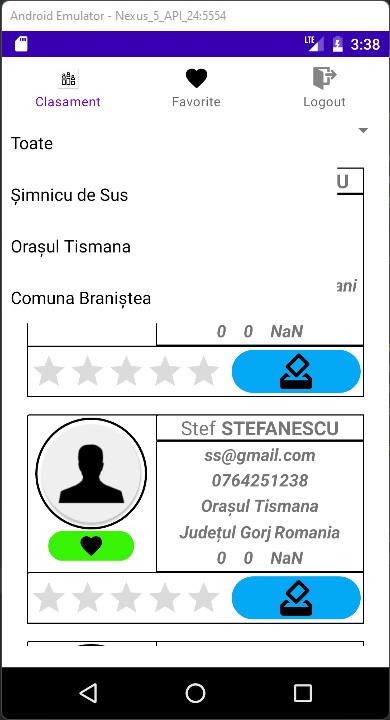 Android Emulator - Nexus_5_API_24:5554
LTE 3:38
Clasament Favorite Logout
Toate
U
Șimnicu de Sus
Orașul Tismana
ani
Comuna Braniștea
0 0 NaN
Stef STEFANESCU
ss@gmail.com
0764251238
Orașul Tismana
Județul Gorj Romania
0 0 NaN